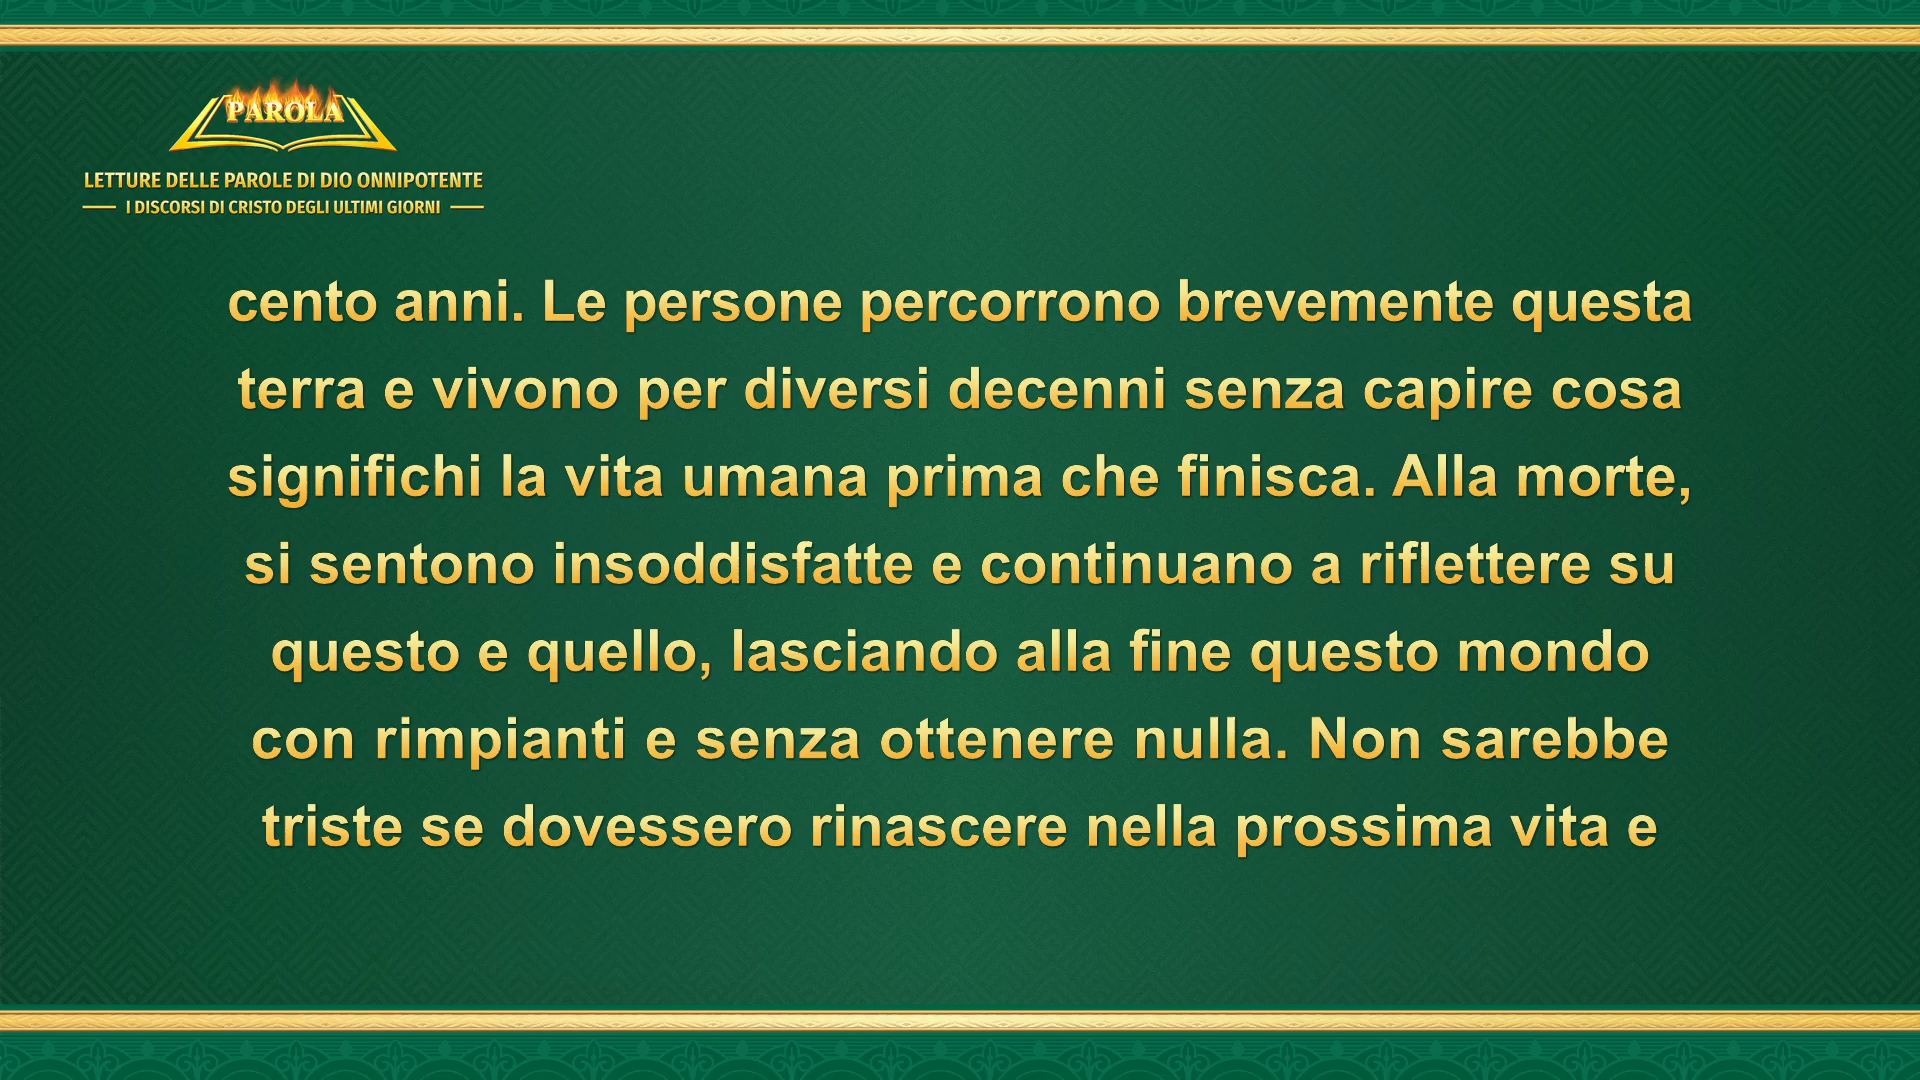 PAROLA
LETTURE DELLE PAROLE DI DIO ONNIPOTENTE
I DISCORSI DI CRISTO DEGLI ULTIMI GIORNI
cento anni. Le persone percorrono brevemente questa
terra e vivono per diversi decenni senza capire cosa
significhi la vita umana prima che finisca. Alla morte,
si sentono insoddisfatte e continuano a riflettere su
questo e quello, lasciando alla fine questo mondo
con rimpianti e senza ottenere nulla. Non sarebbe
triste se dovessero rinascere nella prossima vita e